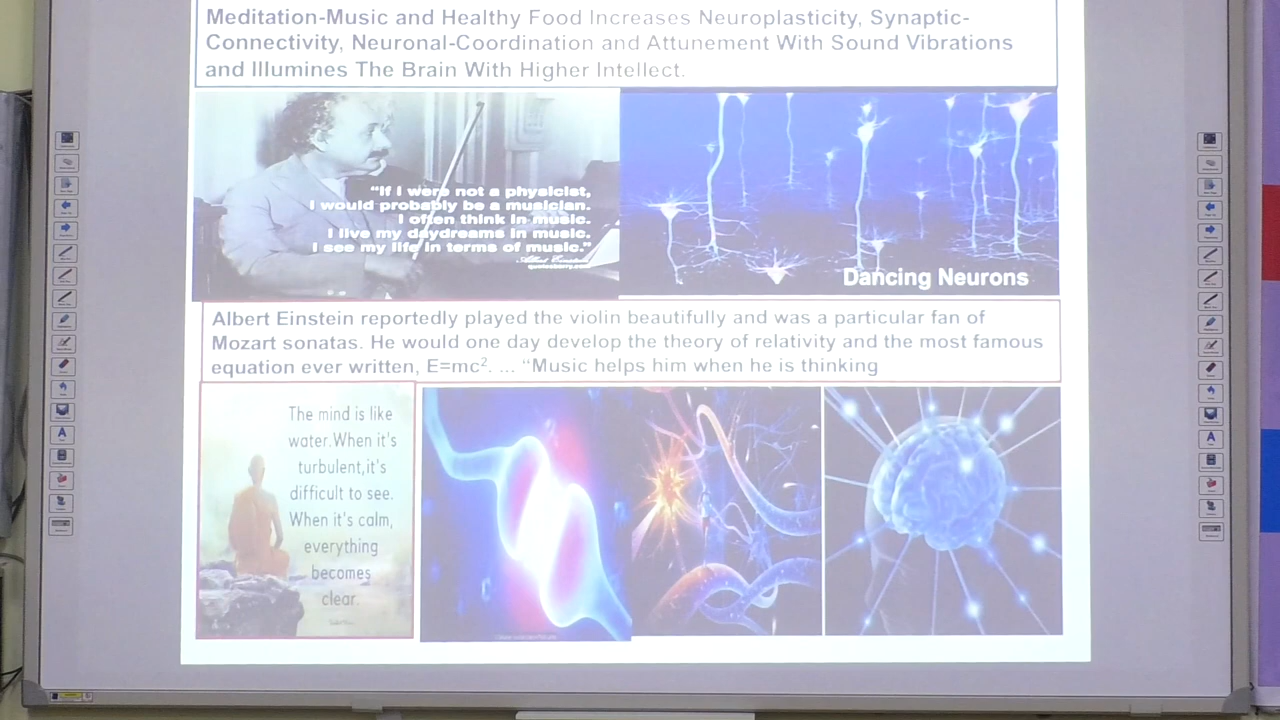 Meditation-Music and Healthy Food Increases Neuroplasticity, Synaptic-
Connectivity, Neuronal-Coordination and Attunement With Sound Vibrations
and Illumines The Brain With Higher Intellect.
"If I were not a physicist,
I would probably be a musician.
I often think in music.
I live my daydreams in music.
I see my life in terms of music."
Dancing Neurons
Albert Einstein reportedly played the violin beautifully and was a particular fan of
Mozart sonatas. He would one day develop the theory of relativity and the most famous
equation ever written, E=mc². ... “Music helps him when he is thinking
The mind is like
water.When it's
turbulent,it's
difficult to see.
When it's calm,
everything
becomes
clear.